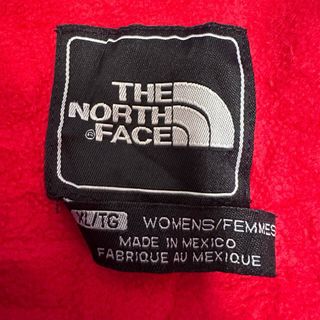 THE
NORTH
®FACE
XL/TG WOMENS/FEMMES
MADE IN MEXICO
FABRIQUE AU MEXIQUE